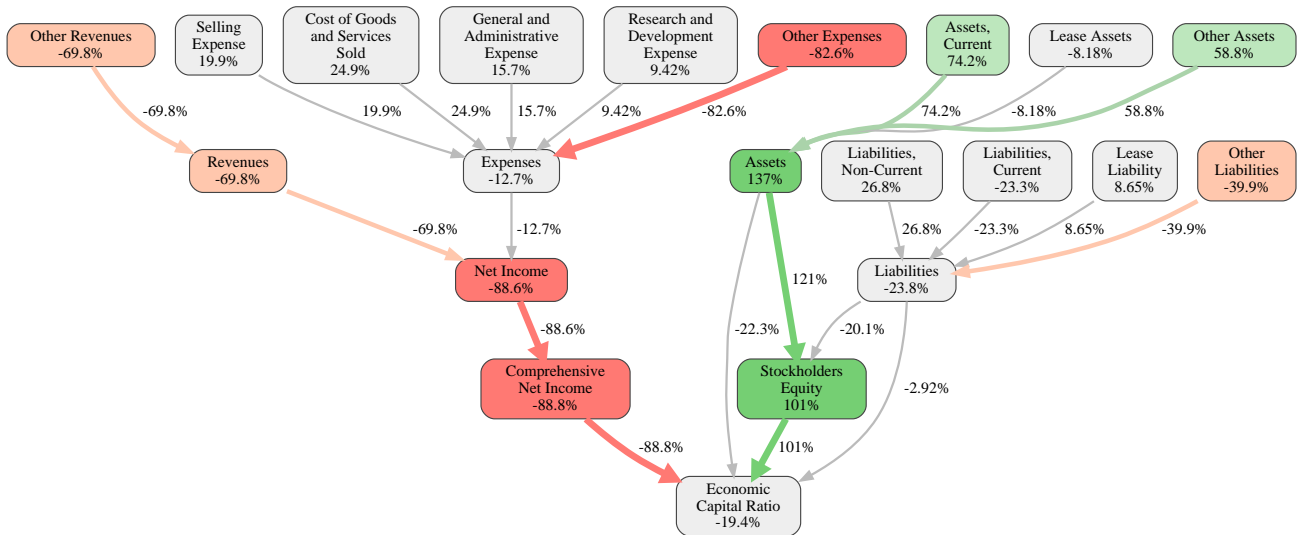 Other Revenues
-69.8%
Selling
Expense
19.9%
Cost of Goods
and Services
Sold
24.9%
General and
Administrative
Expense
15.7%
Research and
Development
Expense
9.42%
Other Expenses
-82.6%
Assets,
Current
74.2%
Lease Assets
-8.18%
Other Assets
58.8%
-69.8%
19.9%
24.9%
15.7%
9.42%
-82.6%
74.2%
-8.18%
58.8%
Revenues
-69.8%
Expenses
-12.7%
Assets
137%
Liabilities,
Non-Current
26.8%
Liabilities,
Current
-23.3%
Lease
Liability
8.65%
Other
Liabilities
-39.9%
-69.8%
-12.7%
26.8%
-23.3%
8.65%
-39.9%
Net Income
-88.6%
121%
Liabilities
-23.8%
-88.6%
-22.3%
-20.1%
Comprehensive
Net Income
-88.8%
Stockholders
Equity
101%
-2.92%
-88.8%
101%
Economic
Capital Ratio
-19.4%